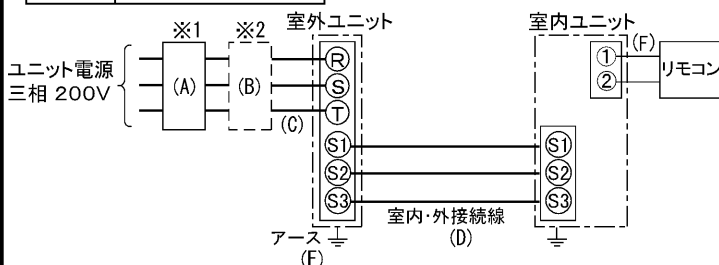 ※1
※2
室外ユニット
室内ユニット
ユニット電源
三相 200V
(A)
(B)
(C)
R
S
T
S1
S2
S3
アース
(E)
室内・外接続線
(D)
S1
S2
S3
①
②
(F)
リモコン